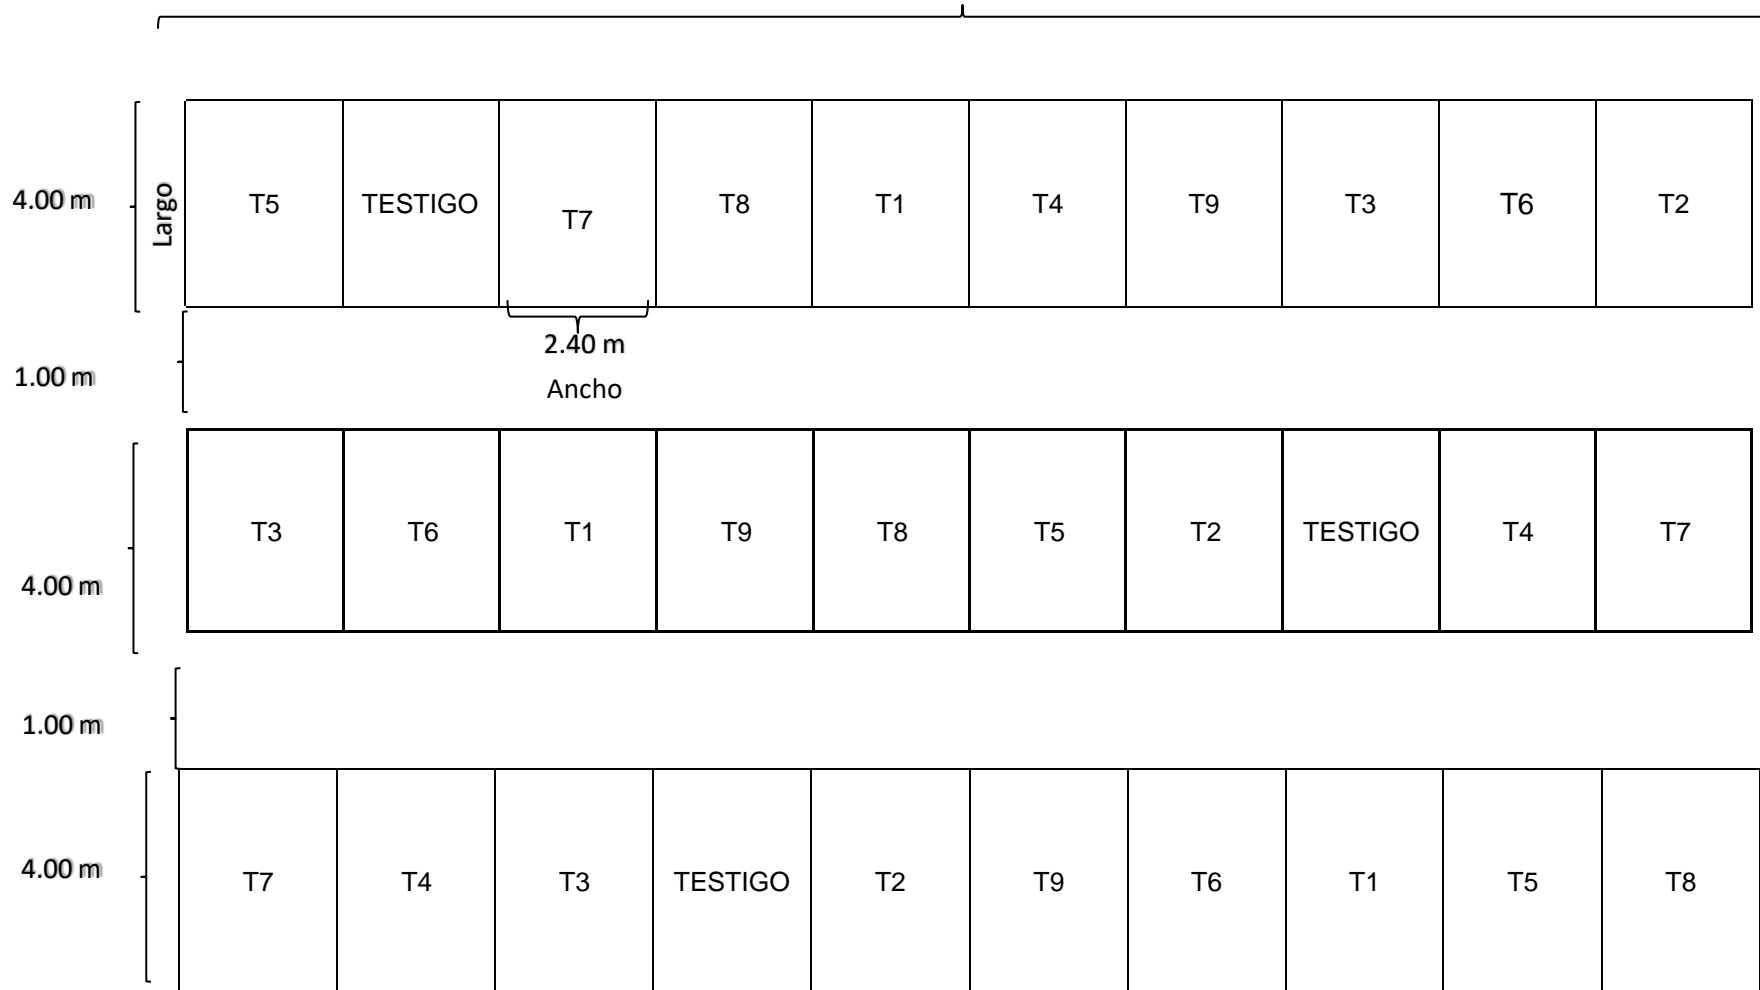 4.00 m
Largo
T5 TESTIGO T7 T8 T1 T4 T9 T3 T6 T2
2.40 m
1.00 m
Ancho
T3 T6 T1 T9 T8 T5 T2 TESTIGO T4 T7
4.00 m
1.00 m
4.00 m
T7 T4 T3 TESTIGO T2 T9 T6 T1 T5 T8